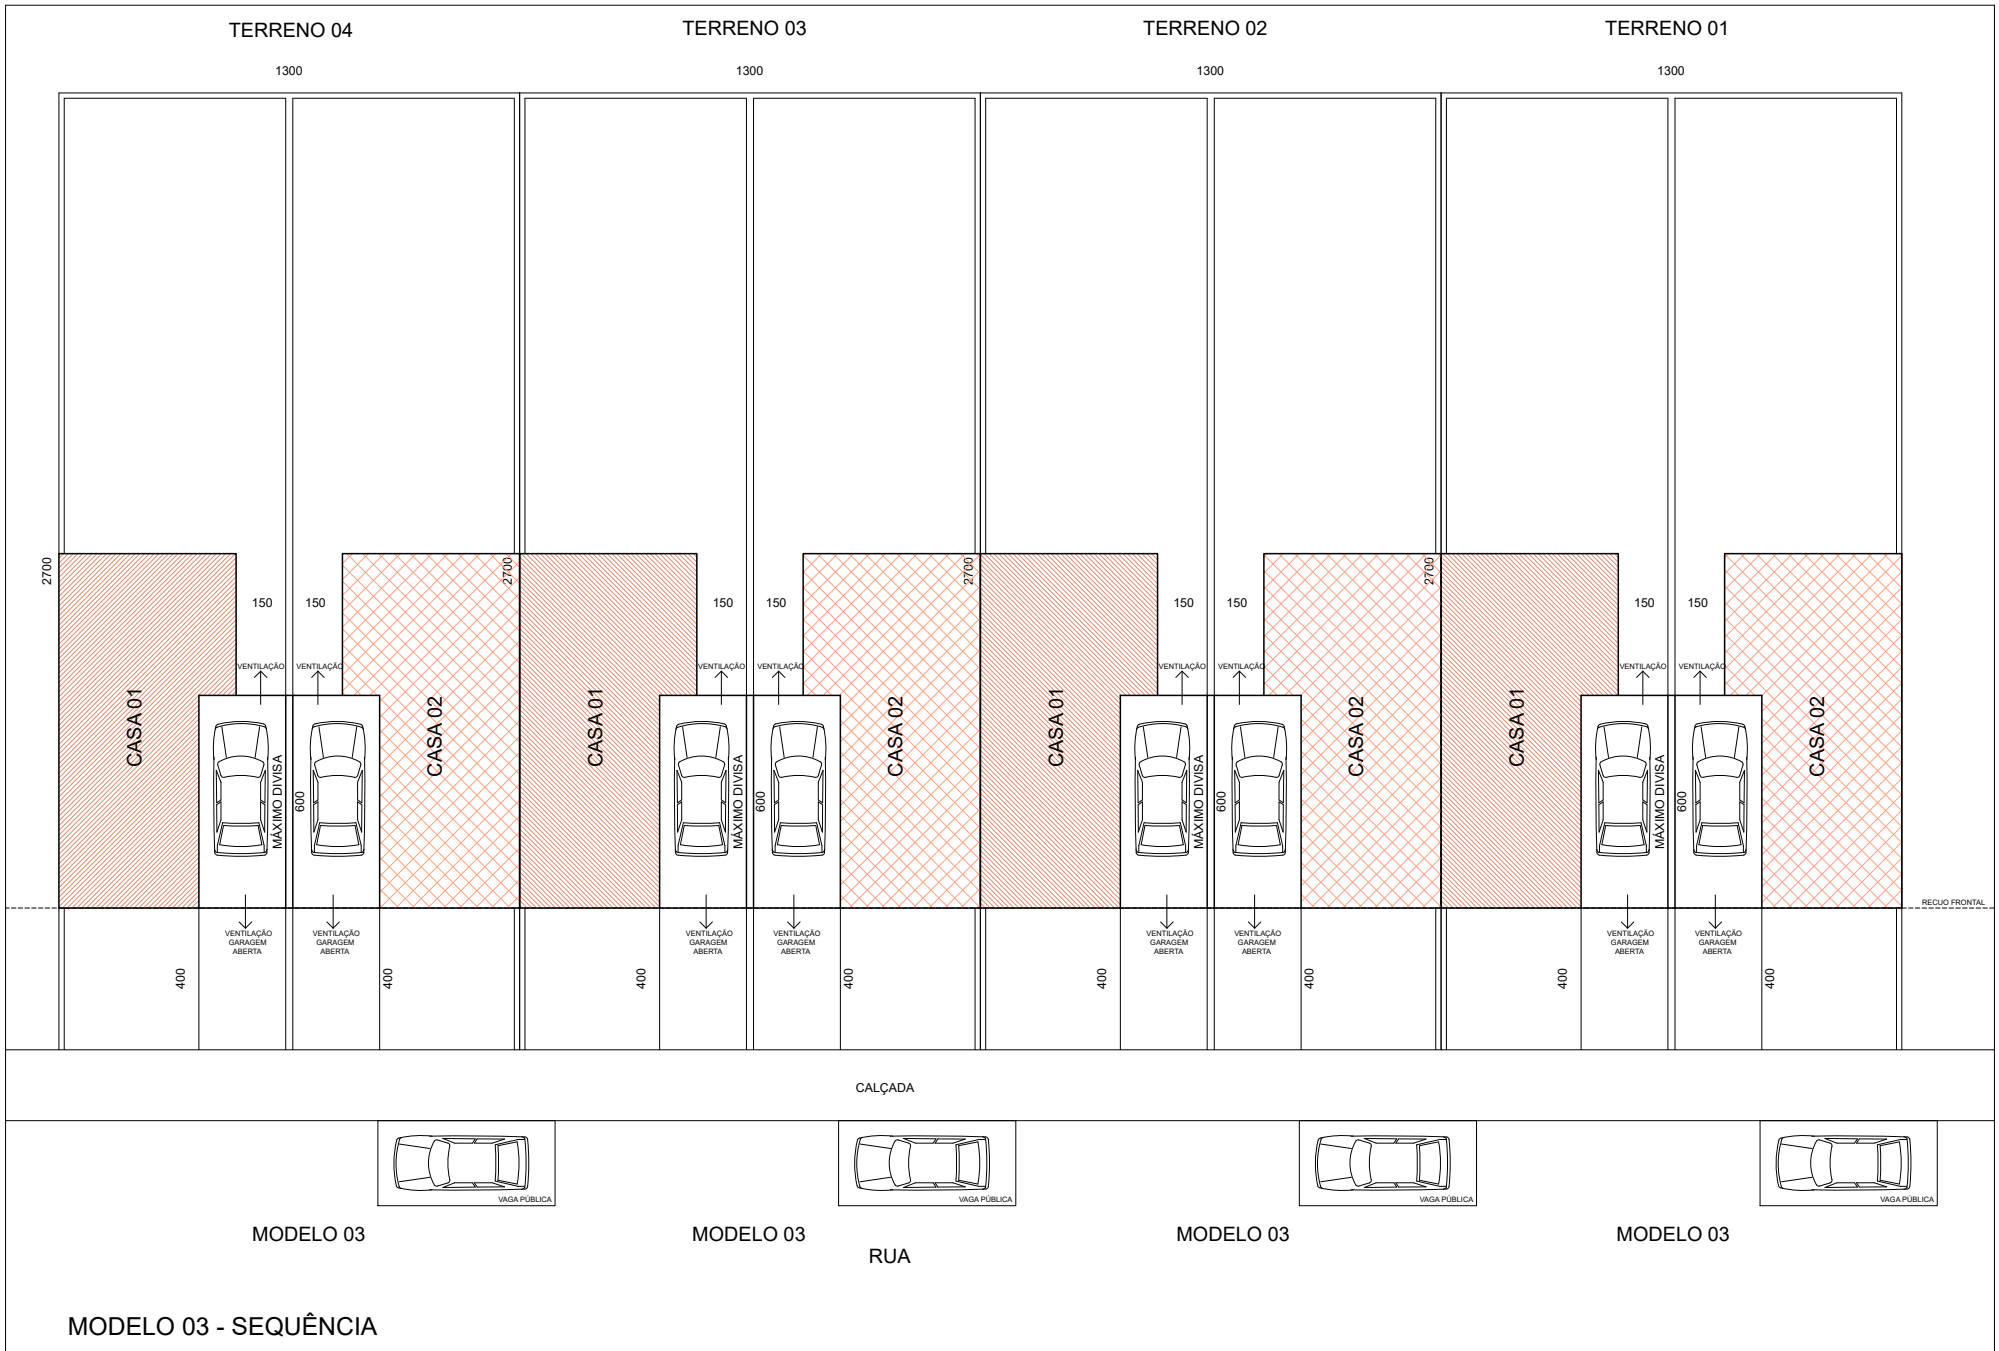 TERRENO 04
TERRENO 03
TERRENO 02
TERRENO 01
1300
1300
1300
1300
2700
2700
2700
2700
150
150
150
150
150
150
150
150
VENTILAÇÃO
VENTILAÇÃO
VENTILAÇÃO
VENTILAÇÃO
VENTILAÇÃO
VENTILAÇÃO
VENTILAÇÃO
VENTILAÇÃO
CASA 01
CASA 02
CASA 01
CASA 02
CASA 01
CASA 02
CASA 01
CASA 02
MÁXIMO DIVISA
600
MÁXIMO DIVISA
600
MÁXIMO DIVISA
600
MÁXIMO DIVISA
600
RECUO FRONTAL
VENTILAÇÃO
GARAGEM
ABERTA
VENTILAÇÃO
GARAGEM
ABERTA
VENTILAÇÃO
GARAGEM
ABERTA
VENTILAÇÃO
GARAGEM
ABERTA
VENTILAÇÃO
GARAGEM
ABERTA
VENTILAÇÃO
GARAGEM
ABERTA
VENTILAÇÃO
GARAGEM
ABERTA
VENTILAÇÃO
GARAGEM
ABERTA
400
400
400
400
400
400
400
400
CALÇADA
VAGA PÚBLICA
VAGA PÚBLICA
VAGA PÚBLICA
VAGA PÚBLICA
MODELO 03
MODELO 03
MODELO 03
MODELO 03
RUA
MODELO 03 - SEQUÊNCIA